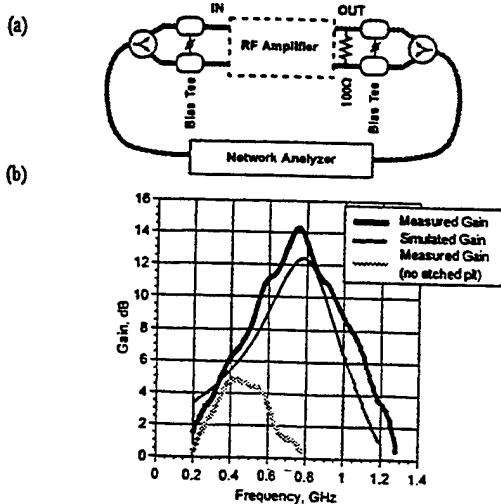 (a)
IN
OUT
RF Amplifier
100Ω
Bias Tee
Bias Tee
Network Analyzer
(b)
Measured Gain
Simulated Gain
Measured Gain
(no etched pit)
Gain, dB
16
14
12
10
8
6
4
2
0
0 0.2 0.4 0.6 0.8 1 1.2 1.4
Frequency, GHz